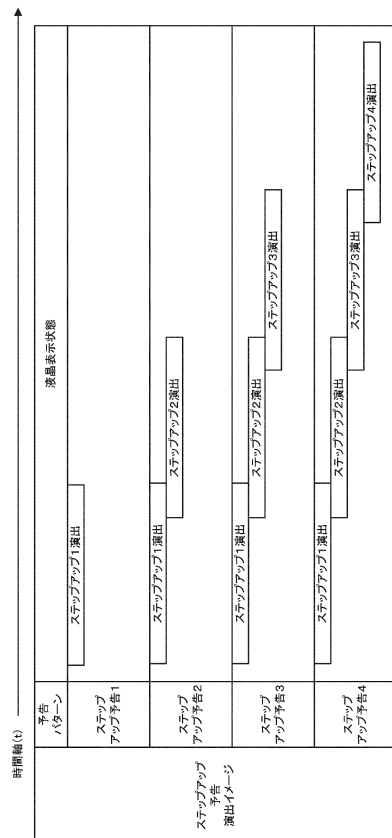 時間軸(t)
ステップアップ
予告
演出イメージ
予告
パターン
液晶表示状態
ステップ
アップ予告1
ステップアップ1演出
ステップ
アップ予告2
ステップアップ1演出
ステップアップ2演出
ステップ
アップ予告3
ステップアップ1演出
ステップアップ2演出
ステップアップ3演出
ステップ
アップ予告4
ステップアップ1演出
ステップアップ2演出
ステップアップ3演出
ステップアップ4演出